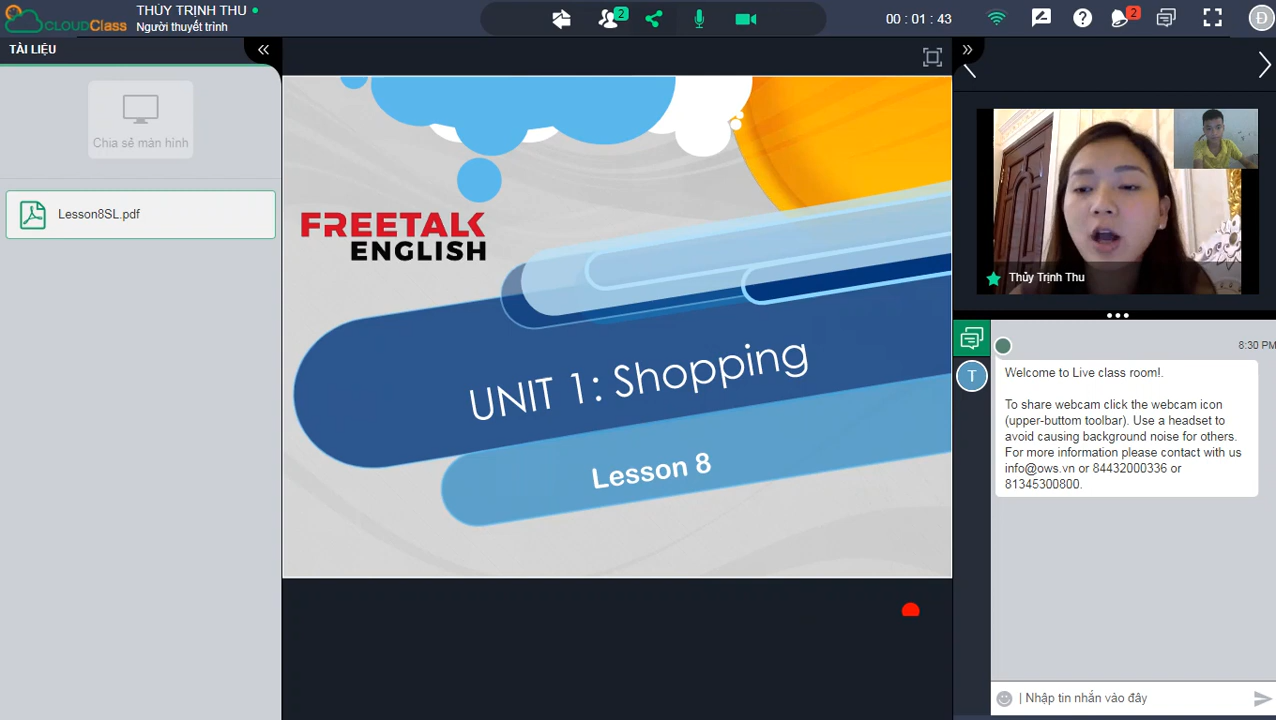 CLOUDClass
THỦY TRỊNH THU
Người thuyết trình
2
00 : 01 : 43
2
Đ
TÀI LIỆU
Chia sẻ màn hình
Lesson8SL.pdf
FREETALK
ENGLISH
UNIT 1: Shopping
Lesson 8
Thủy Trịnh Thu
8:30 PM
T
Welcome to Live class room!.
To share webcam click the webcam icon
(upper-buttom toolbar). Use a headset to
avoid causing background noise for others.
For more information please contact with us
info@ows.vn or 84432000336 or
81345300800.
Nhập tin nhắn vào đây